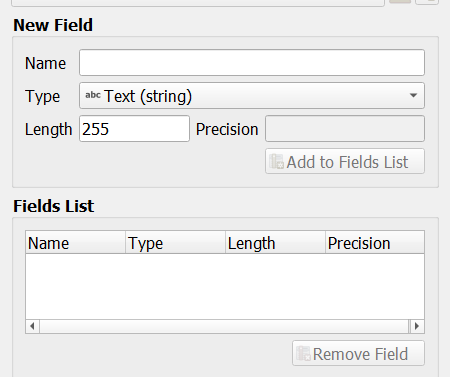 New Field
Name
Type abc Text (string)
Length 255 Precision
Add to Fields List
Fields List
Name Type Length Precision
Remove Field